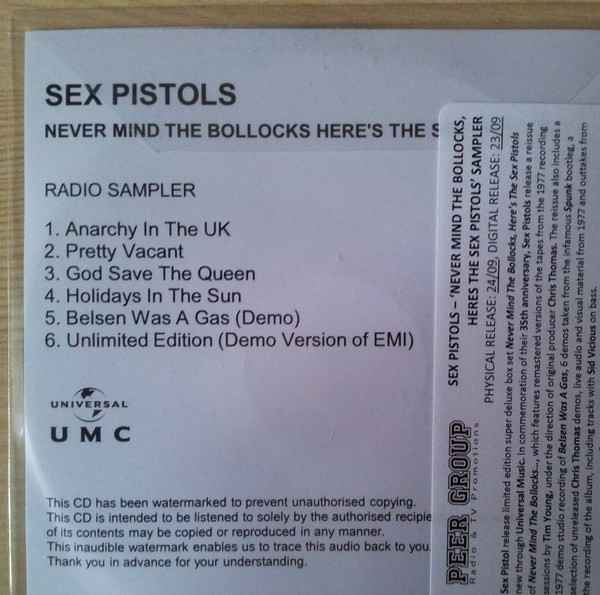 SEX PISTOLS
NEVER MIND THE BOLLOCKS HERE'S THE S
RADIO SAMPLER
1. Anarchy In The UK
2. Pretty Vacant
3. God Save The Queen
4. Holidays In The Sun
5. Belsen Was A Gas (Demo)
6. Unlimited Edition (Demo Version of EMI)
UNIVERSAL
UMC
This CD has been watermarked to prevent unauthorised copying.
This CD is intended to be listened to solely by the authorised recipie
of its contents may be copied or reproduced in any manner.
This inaudible watermark enables us to trace this audio back to you.
Thank you in advance for your understanding.
PEER GROUP
Radio & TV Promotions
SEX PISTOLS – 'NEVER MIND THE BOLLOCKS,
HERES THE SEX PISTOLS' SAMPLER
PHYSICAL RELEASE: 24/09, DIGITAL RELEASE: 23/09
Sex Pistol release limited edition super deluxe box set Never Mind The Bollocks, Here's The Sex Pistols
new through Universal Music. In commemoration of their 35th anniversary, Sex Pistols release a reissue
of Never Mind The Bollocks..., which features remastered versions of the tapes from the 1977 recording
sessions by Tim Young, under the direction of original producer Chris Thomas. The reissue also includes a
1977 demo studio recording of Belsen Was A Gas, 6 demos taken from the infamous Spunk bootleg, a
selection of unreleased Chris Thomas demos, live audio and visual material from 1977 and outtakes from
the recording of the album, including tracks with Sid Vicious on bass.